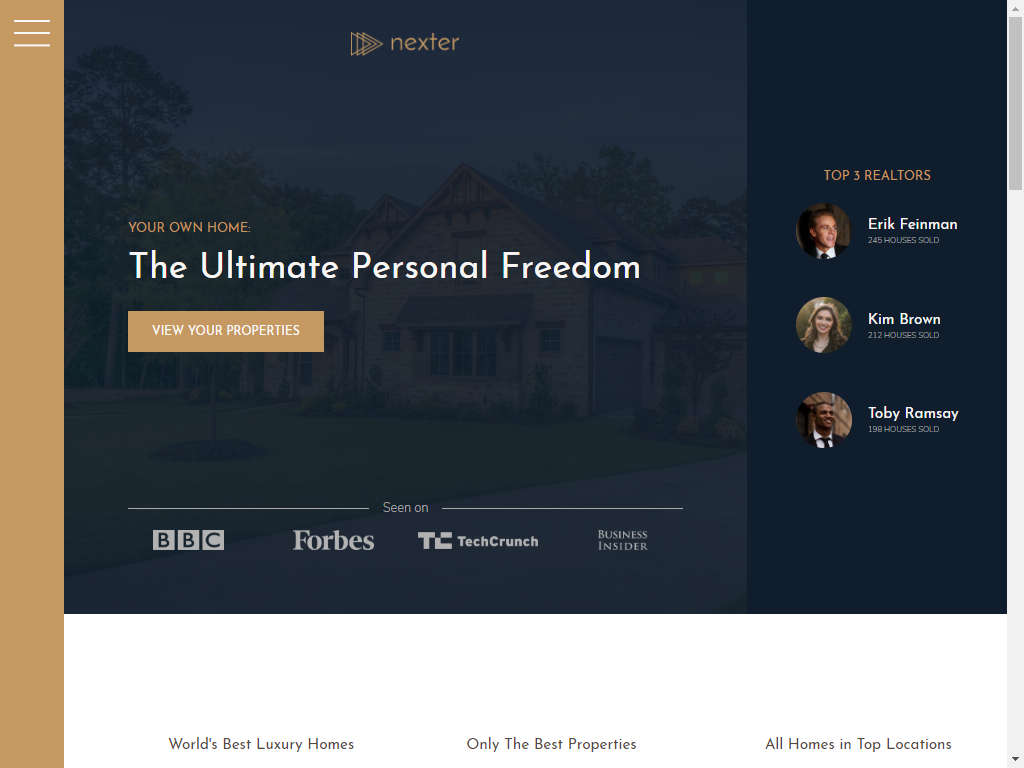 nexter
YOUR OWN HOME:
The Ultimate Personal Freedom
VIEW YOUR PROPERTIES
Seen on
BBC
Forbes
TC TechCrunch
BUSINESS
INSIDER
TOP 3 REALTORS
Erik Feinman
245 HOUSES SOLD
Kim Brown
212 HOUSES SOLD
Toby Ramsay
198 HOUSES SOLD
World's Best Luxury Homes
Only The Best Properties
All Homes in Top Locations